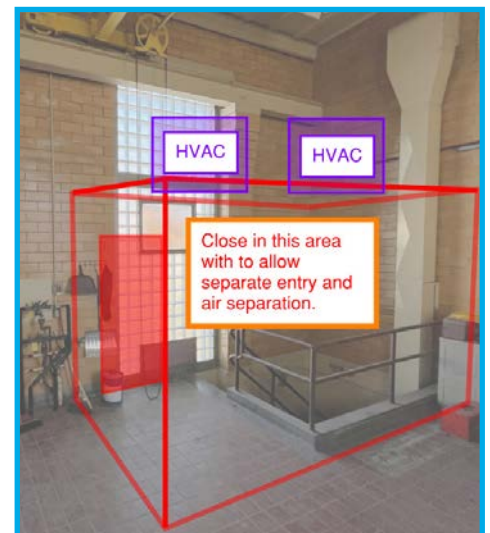 HVAC
HVAC
Close in this area
with to allow
separate entry and
air separation.